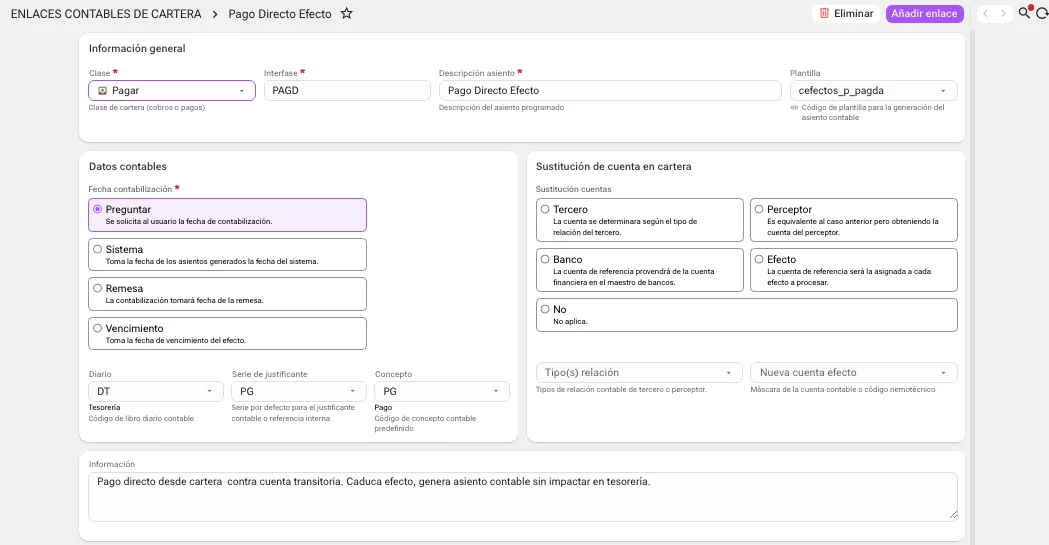 ENLACES CONTABLES DE CARTERA > Pago Directo Efecto
Eliminar
Añadir enlace
Información general
Clase *
Interfase *
Descripción asiento *
Plantilla
Pagar
PAGD
Pago Directo Efecto
cefectos_p_pagda
Clase de cartera (cobros o pagos)
Descripción del asiento programado
Código de plantilla para la generación del
asiento contable
Datos contables
Fecha contabilización *
Preguntar
Se solicita al usuario la fecha de contabilización.
Sistema
Toma la fecha de los asientos generados la fecha del sistema.
Remesa
La contabilización tomará fecha de la remesa.
Vencimiento
Toma la fecha de vencimiento del efecto.
Diario
Serie de justificante
Concepto
DT
PG
PG
Tesorería
Código de libro diario contable
Serie por defecto para el justificante
contable o referencia interna
Pago
Código de concepto contable
predefinido
Sustitución de cuenta en cartera
Sustitución cuentas
Tercero
La cuenta se determinara según el tipo de
relación del tercero.
Perceptor
Es equivalente al caso anterior pero obteniendo la
cuenta del perceptor.
Banco
La cuenta de referencia provendrá de la cuenta
financiera en el maestro de bancos.
Efecto
La cuenta de referencia será la asignada a cada
efecto a procesar.
No
No aplica.
Tipo(s) relación
Nueva cuenta efecto
Tipos de relación contable de tercero o perceptor.
Máscara de la cuenta contable o código nemotécnico
Información
Pago directo desde cartera  contra cuenta transitoria. Caduca efecto, genera asiento contable sin impactar en tesorería.